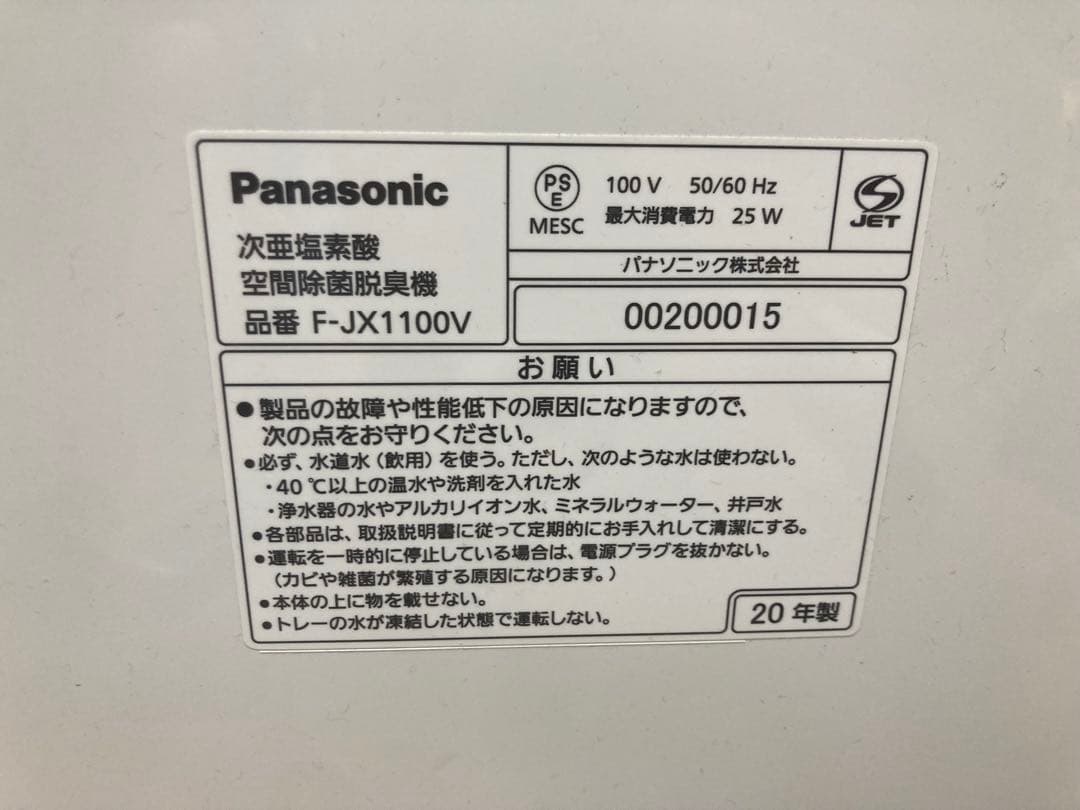 Panasonic
次亜塩素酸
空間除菌脱臭機
品番 F-JX1100V
PS
E
MESC
100 V 50/60 Hz
最大消費電力 25 W
JET
パナソニック株式会社
00200015
お願い
●製品の故障や性能低下の原因になりますので、
次の点をお守りください。
●必ず、水道水（飲用）を使う。ただし、次のような水は使わない。
・40 ℃以上の温水や洗剤を入れた水
・浄水器の水やアルカリイオン水、ミネラルウォーター、井戸水
●各部品は、取扱説明書に従って定期的にお手入れして清潔にする。
●運転を一時的に停止している場合は、電源プラグを抜かない。
（カビや雑菌が繁殖する原因になります。）
●本体の上に物を載せない。
●トレーの水が凍結した状態で運転しない。
20 年製